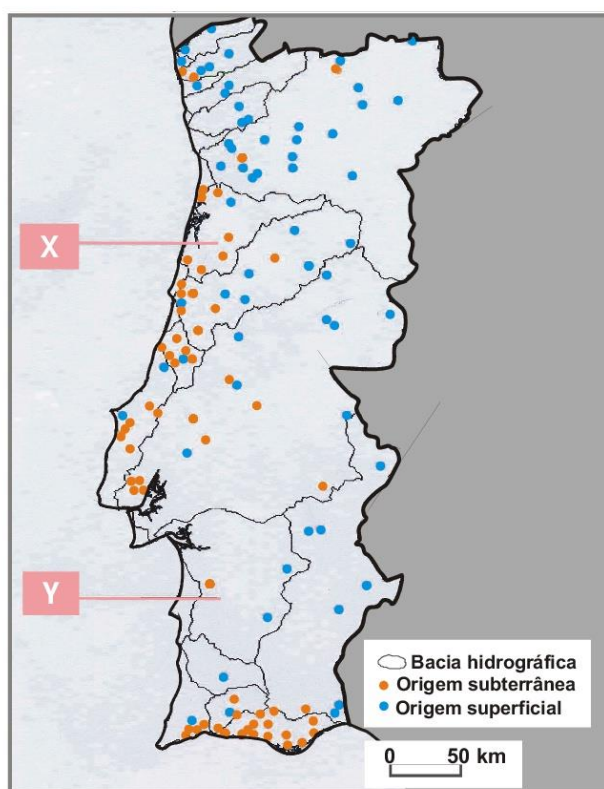 X
Y
Bacia hidrográfica
Origem subterrânea
Origem superficial
0 50 km